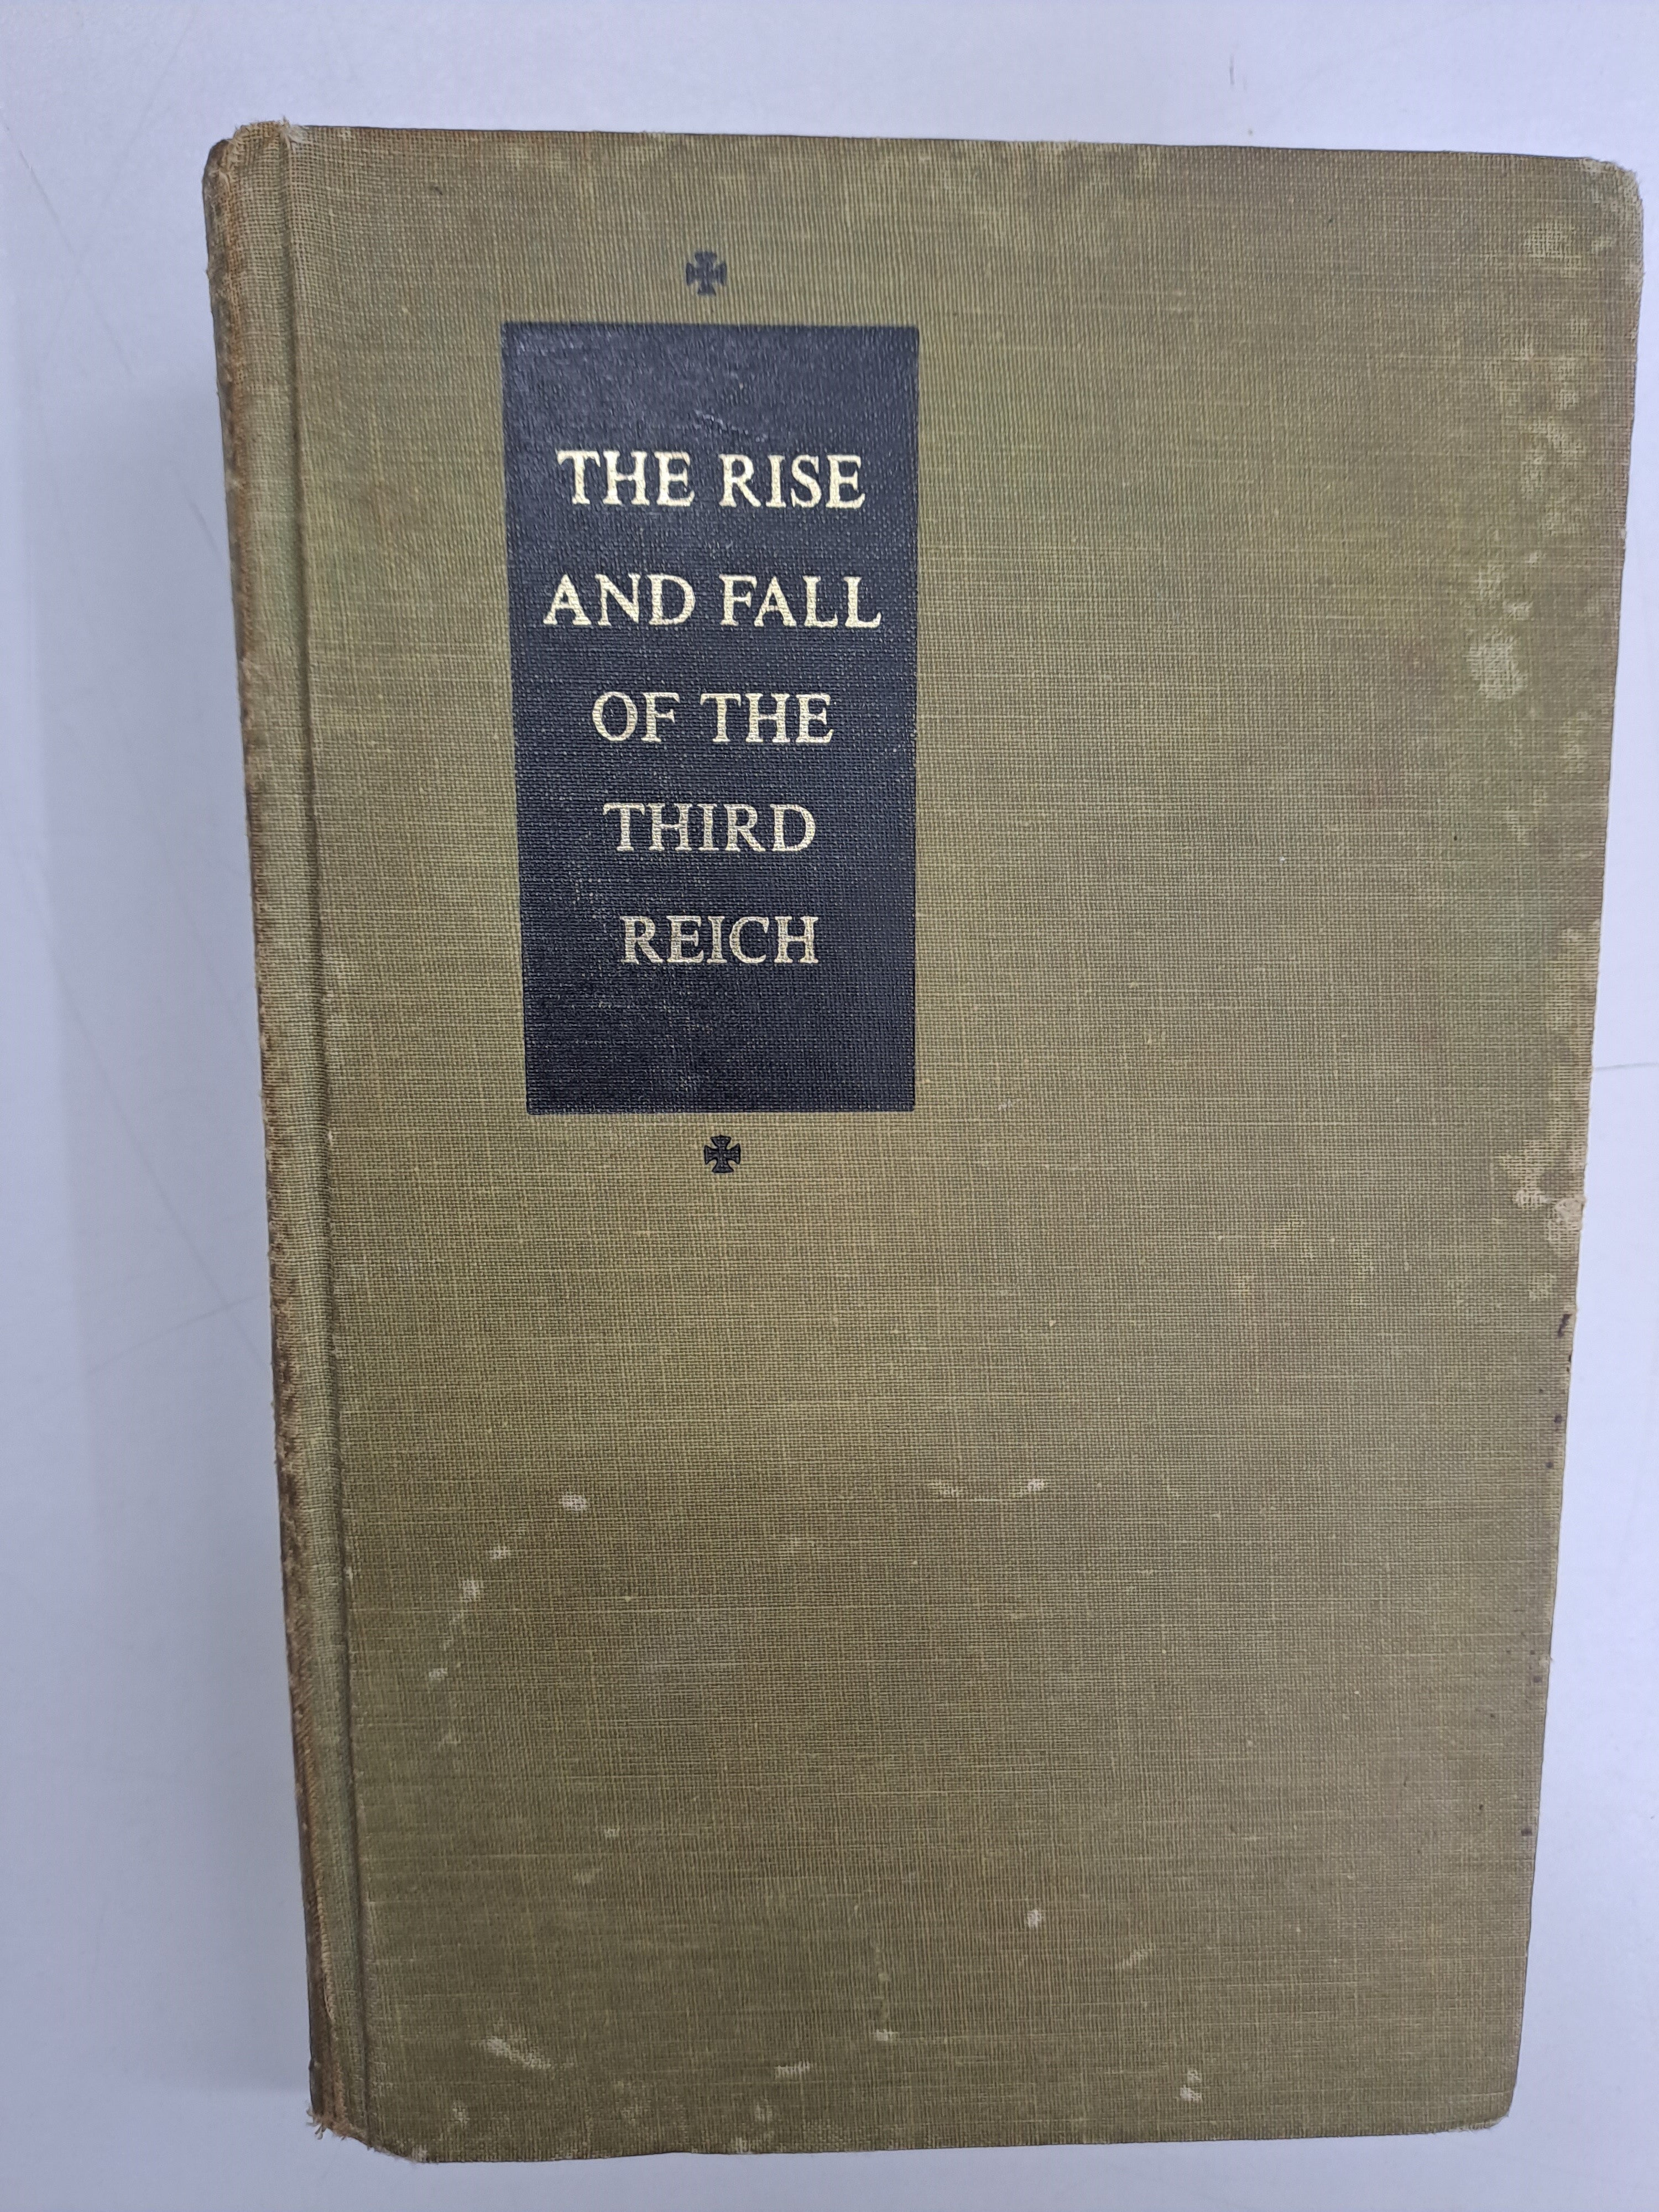 THE RISE
AND FALL
OF THE
THIRD
REICH